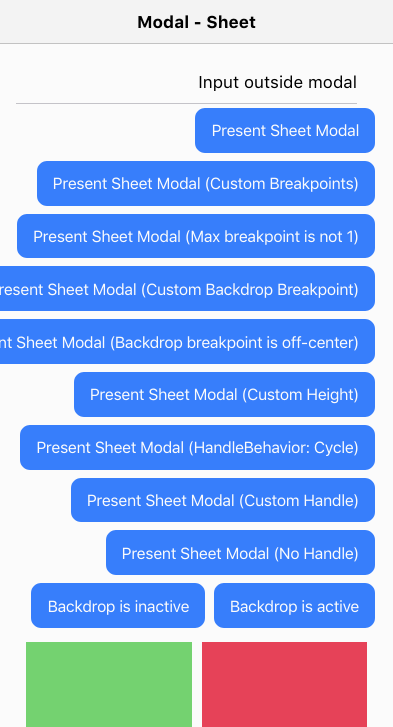 Modal - Sheet
Input outside modal
Present Sheet Modal
Present Sheet Modal (Custom Breakpoints)
Present Sheet Modal (Max breakpoint is not 1)
resent Sheet Modal (Custom Backdrop Breakpoint)
nt Sheet Modal (Backdrop breakpoint is off-center)
Present Sheet Modal (Custom Height)
Present Sheet Modal (HandleBehavior: Cycle)
Present Sheet Modal (Custom Handle)
Present Sheet Modal (No Handle)
Backdrop is inactive Backdrop is active